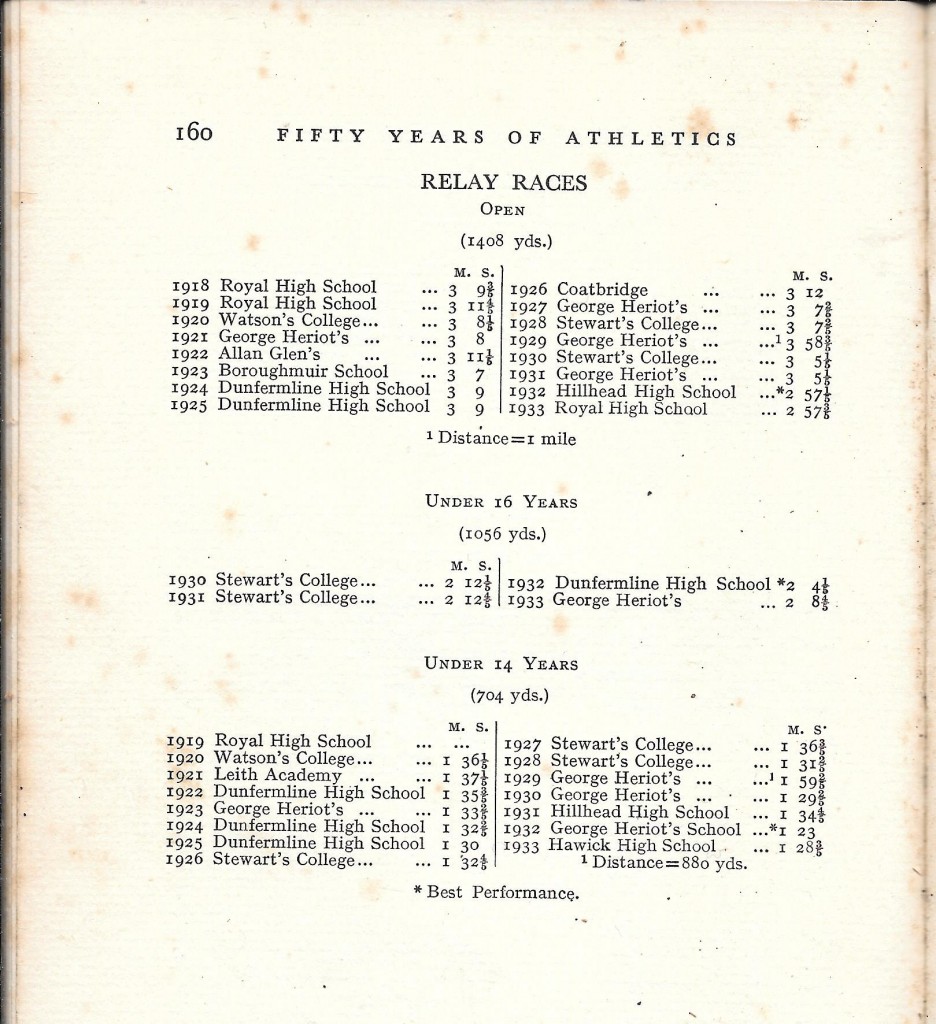 160 FIFTY YEARS OF ATHLETICS
RELAY RACES
OPEN
(1408 yds.)
M. S.
1918 Royal High School ... 3 9⅗
1919 Royal High School ... 3 11⅘
1920 Watson's College... ... 3 8⅕
1921 George Heriot's ... ... 3 8
1922 Allan Glen's ... ... 3 11⅕
1923 Boroughmuir School ... 3 7
1924 Dunfermline High School 3 9
1925 Dunfermline High School 3 9
M. S.
1926 Coatbridge ... ... 3 12
1927 George Heriot's ... ... 3 7⅖
1928 Stewart's College... ... 3 7⅖
1929 George Heriot's ... ...¹ 3 58⅗
1930 Stewart's College... ... 3 5⅕
1931 George Heriot's ... ... 3 5⅕
1932 Hillhead High School ...*2 57⅕
1933 Royal High School ... 2 57⅗
¹ Distance=1 mile
UNDER 16 YEARS
(1056 yds.)
M. S.
1930 Stewart's College... ... 2 12⅕
1931 Stewart's College... ... 2 12⅘
1932 Dunfermline High School *2 4⅕
1933 George Heriot's ... 2 8⅘
UNDER 14 YEARS
(704 yds.)
M. S.
1919 Royal High School ... ...
1920 Watson's College... ... 1 36⅕
1921 Leith Academy ... ... 1 37⅕
1922 Dunfermline High School 1 35⅗
1923 George Heriot's ... ... 1 33⅖
1924 Dunfermline High School 1 32⅖
1925 Dunfermline High School 1 30
1926 Stewart's College... ... 1 32⅘
M. S.
1927 Stewart's College... ... 1 36⅗
1928 Stewart's College... ... 1 31⅗
1929 George Heriot's ... ...¹ 1 59⅖
1930 George Heriot's ... ... 1 29⅖
1931 Hillhead High School ... 1 34⅘
1932 George Heriot's School ...*1 23
1933 Hawick High School ... 1 28⅗
¹ Distance=880 yds.
* Best Performance.